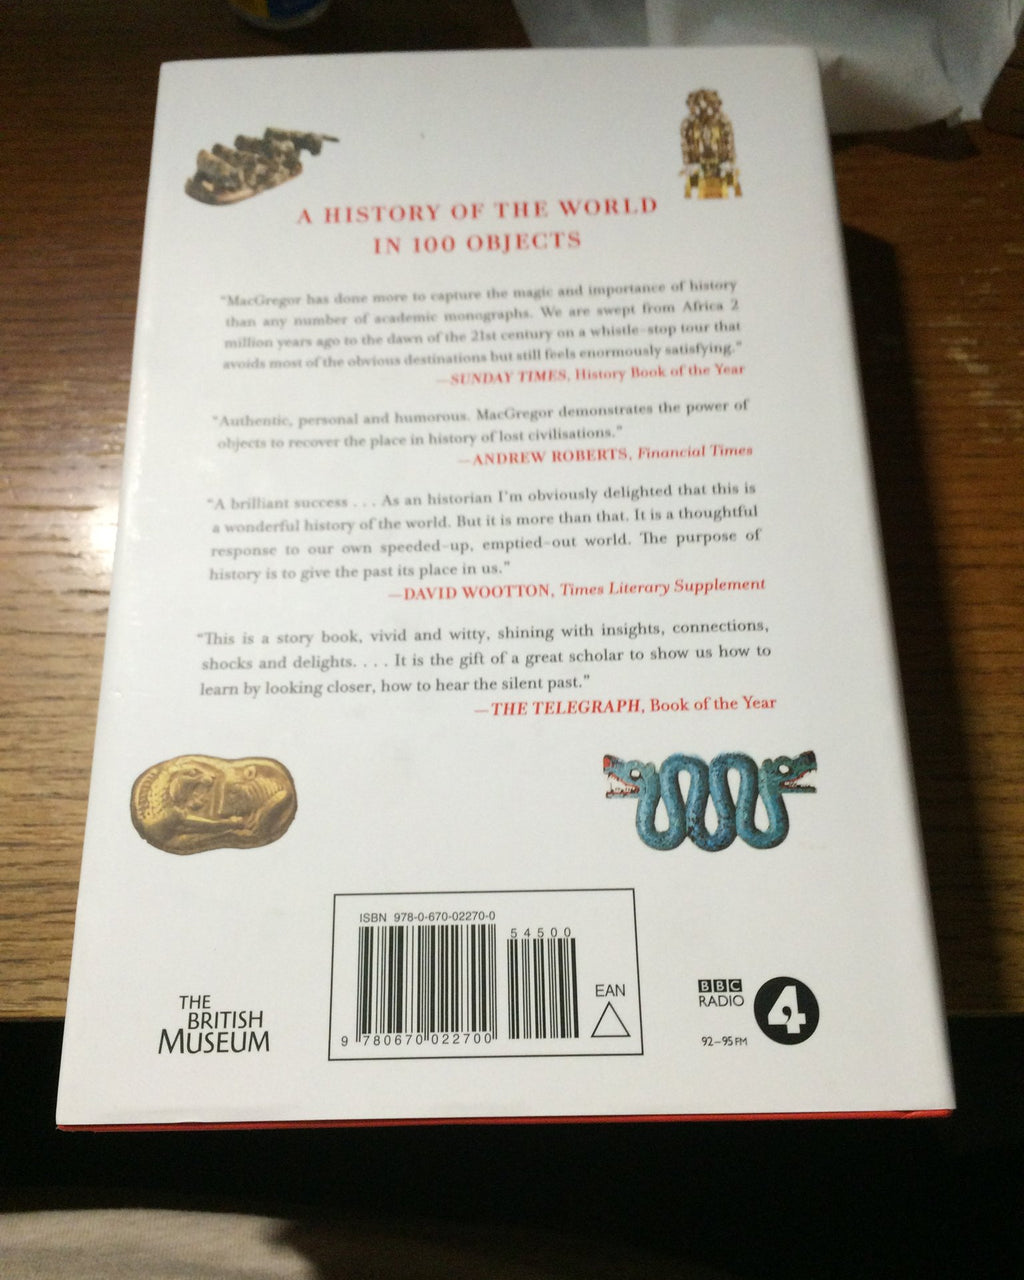 A HISTORY OF THE WORLD
IN 100 OBJECTS
“MacGregor has done more to capture the magic and importance of history
than any number of academic monographs. We are swept from Africa 2
million years ago to the dawn of the 21st century on a whistle-stop tour that
avoids most of the obvious destinations but still feels enormously satisfying.”
—SUNDAY TIMES, History Book of the Year
“Authentic, personal and humorous. MacGregor demonstrates the power of
objects to recover the place in history of lost civilisations.”
—ANDREW ROBERTS, Financial Times
“A brilliant success . . . As an historian I’m obviously delighted that this is
a wonderful history of the world. But it is more than that. It is a thoughtful
response to our own speeded-up, emptied-out world. The purpose of
history is to give the past its place in us.”
—DAVID WOOTTON, Times Literary Supplement
“This is a story book, vivid and witty, shining with insights, connections,
shocks and delights. . . . It is the gift of a great scholar to show us how to
learn by looking closer, how to hear the silent past.”
—THE TELEGRAPH, Book of the Year
ISBN 978-0-670-02270-0
5 4 5 0 0
EAN
9 780670 022700
THE
BRITISH
MUSEUM
BBC
RADIO
4
92–95 FM